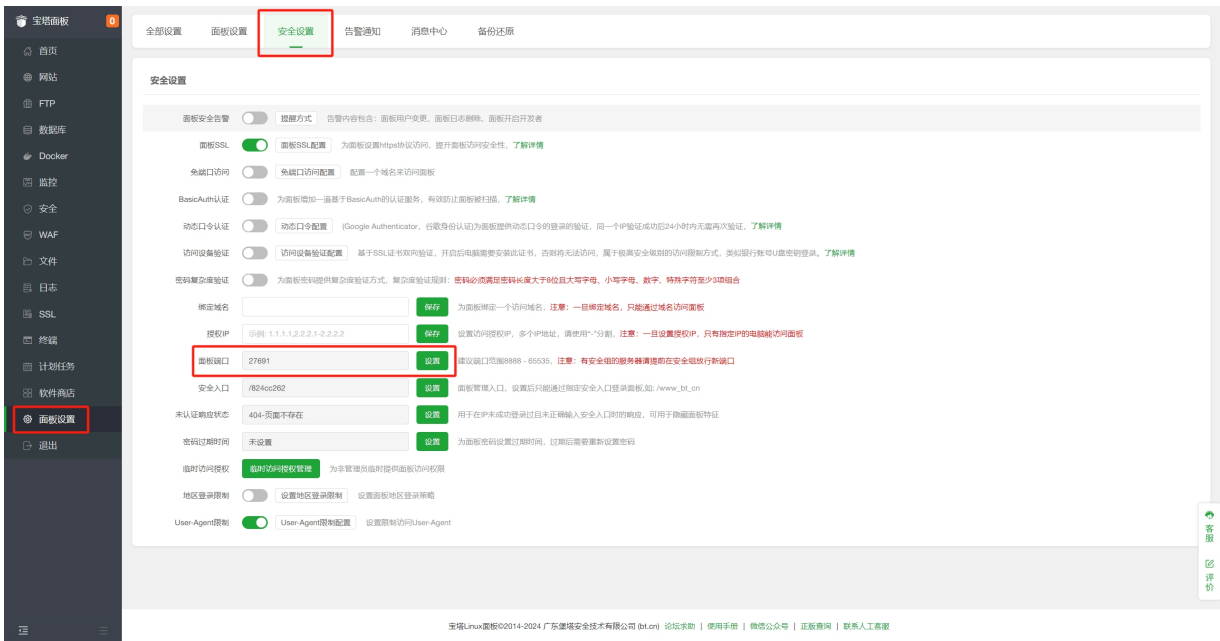 宝塔面板 0
首页
网站
FTP
数据库
Docker
监控
安全
WAF
文件
日志
SSL
终端
计划任务
软件商店
面板设置
退出
全部设置 面板设置 安全设置 告警通知 消息中心 备份还原
安全设置
面板安全告警 提醒方式 告警内容包含：面板用户变更、面板日志删除、面板开启开发者
面板SSL 面板SSL配置 为面板设置https协议访问，提升面板访问安全性，了解详情
免端口访问 免端口访问配置 配置一个域名来访问面板
BasicAuth认证 为面板增加一道基于BasicAuth的认证服务，有效防止面板被扫描，了解详情
动态口令认证 动态口令配置 (Google Authenticator，谷歌身份认证)为面板提供动态口令的登录的验证，同一个IP验证成功后24小时内无需再次验证，了解详情
访问设备验证 访问设备验证配置 基于SSL证书双向验证，开启后电脑需要安装此证书，否则将无法访问，属于极高安全级别的访问限制方式，类似银行账号U盘密钥登录。了解详情
密码复杂度验证 为面板密码提供复杂度验证方式，复杂度验证规则：密码必须满足密码长度大于8位且大写字母、小写字母、数字、特殊字符至少3项组合
绑定域名 保存 为面板绑定一个访问域名，注意：一旦绑定域名，只能通过域名访问面板
授权IP 示例: 1.1.1.1,2.2.2.1-2.2.2.2 保存 设置访问授权IP，多个IP地址，请使用“-”分割，注意：一旦设置授权IP，只有指定IP的电脑能访问面板
面板端口 27691 设置 建议端口范围8888 - 65535，注意：有安全组的服务器请提前在安全组放行新端口
安全入口 /824cc262 设置 面板管理入口，设置后只能通过指定安全入口登录面板,如: /www_bt_cn
未认证响应状态 404-页面不存在 设置 用于在IP未成功登录过且未正确输入安全入口时的响应，可用于隐藏面板特征
密码过期时间 未设置 设置 为面板密码设置过期时间，过期后需要重新设置密码
临时访问授权 临时访问授权管理 为非管理员临时提供面板访问权限
地区登录限制 设置地区登录限制 设置面板地区登录策略
User-Agent限制 User-Agent限制配置 设置限制访问User-Agent
客服
评价
宝塔Linux面板©2014-2024 广东堡塔安全技术有限公司 (bt.cn) 论坛求助 | 使用手册 | 微信公众号 | 正版查询 | 联系人工客服